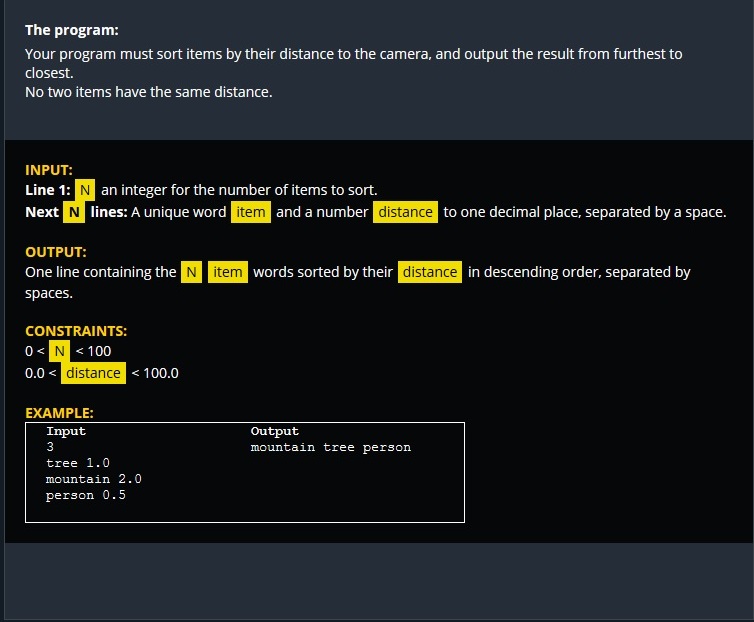 The program:
Your program must sort items by their distance to the camera, and output the result from furthest to
closest.
No two items have the same distance.
INPUT:
Line 1: N an integer for the number of items to sort.
Next N lines: A unique word item and a number distance to one decimal place, separated by a space.
OUTPUT:
One line containing the N item words sorted by their distance in descending order, separated by
spaces.
CONSTRAINTS:
0 < N < 100
0.0 < distance < 100.0
EXAMPLE:
Input Output
3 mountain tree person
tree 1.0
mountain 2.0
person 0.5